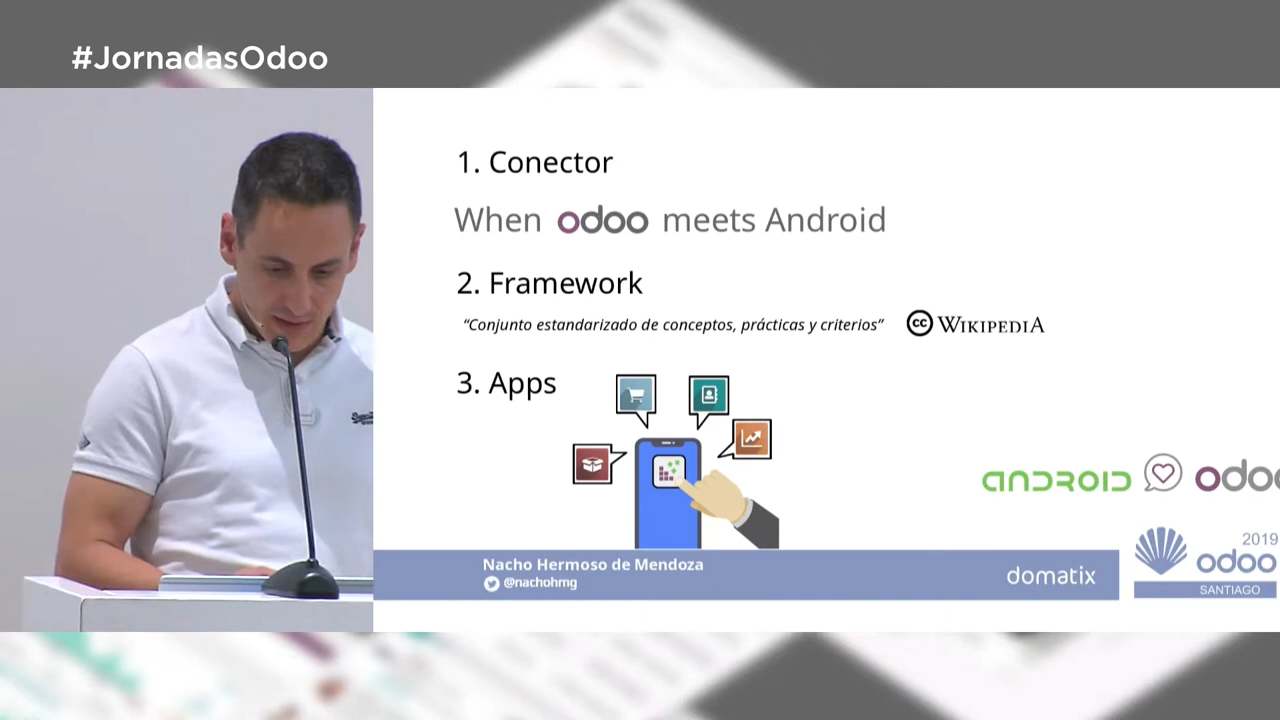 #JornadasOdoo
1. Conector
When odoo meets Android
2. Framework
“Conjunto estandarizado de conceptos, prácticas y criterios”
cc WIKIPEDIA
3. Apps
ANDROID
Nacho Hermoso de Mendoza
@nachohmg
domatix
2019
odoo
SANTIAGO